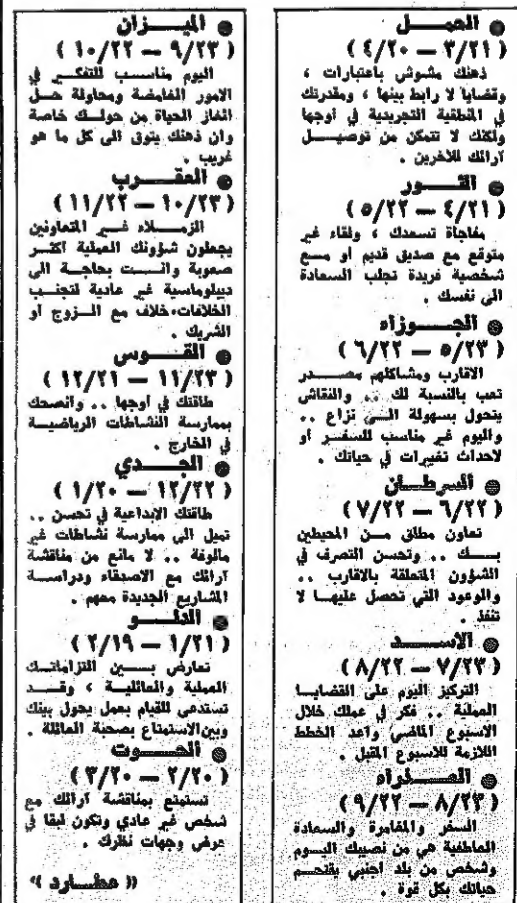 الحمل
( ٣/٢١ — ٤/٢٠ )
ذهنك مشوش باعتبارات ،
وقضايا لا رابط بينها ، ومقدرتك
في المنطقية التجريدية في أوجها
ولكنك لا تتمكن من توصيل
آرائك للآخرين .
الثور
( ٤/٢١ — ٥/٢٢ )
مفاجأة تسعدك ، ولقاء غير
متوقع مع صديق قديم أو مع
شخصية فريدة تجلب السعادة
الى نفسك .
الجوزاء
( ٥/٢٣ — ٦/٢٢ )
الاقارب ومشاكلهم مصدر
تعب بالنسبة لك .. والنقاش
يتحول بسهولة الى نزاع ..
واليوم غير مناسب للسفر أو
لاحداث تغييرات في حياتك .
السرطان
( ٦/٢٢ — ٧/٢٢ )
تعاون مطلق من المحيطين
بك .. وتحسن التصرف في
الشؤون المتعلقة بالاقارب ..
والوعود التي تحصل عليها لا
تنفذ .
الاسد
( ٧/٢٣ — ٨/٢٢ )
التركيز اليوم على القضايا
العملية .. فكر في عملك خلال
الاسبوع الماضي واعد الخطط
اللازمة للاسبوع المقبل .
العذراء
( ٨/٢٣ — ٩/٢٢ )
السفر والمغامرة والسعادة
العاطفية هي من نصيبك اليوم
وشخص من بلد اجنبي يقتحم
حياتك بكل قوة .
الميزان
( ٩/٢٣ — ١٠/٢٢ )
اليوم مناسب للتفكير في
الامور الغامضة ومحاولة حل
الغاز الحياة من حولك خاصة
وان ذهنك يتوق الى كل ما هو
غريب .
العقرب
( ١٠/٢٣ — ١١/٢٢ )
الزملاء غير المتعاونين
يجعلون شؤونك العملية أكثر
صعوبة وانت بحاجة الى
ديبلوماسية غير عادية لتجنب
الخلافات،خلاف مع الزوج أو
الشريك .
القوس
( ١١/٢٣ — ١٢/٢١ )
طاقتك في أوجها .. وانصحك
بممارسة النشاطات الرياضية
في الخارج .
الجدي
( ١٢/٢٢ — ١/٢٠ )
طاقتك الابداعية في تحسن ..
تميل الى ممارسة نشاطات غير
مالوفة .. لا مانع من مناقشة
آرائك مع الاصدقاء ودراسة
المشاريع الجديدة معهم .
الدلو
( ١/٢١ — ٢/١٩ )
تعارض بين التزاماتك
العملية والعائلية ، وقد
تستدعى للقيام بعمل يحول بينك
وبين الاستمتاع بصحبة العائلة .
الحوت
( ٢/٢٠ — ٣/٢٠ )
تستمتع بمناقشة آرائك مع
شخص غير عادي وتكون لبقا في
عرض وجهات نظرك .
(( عطارد ))